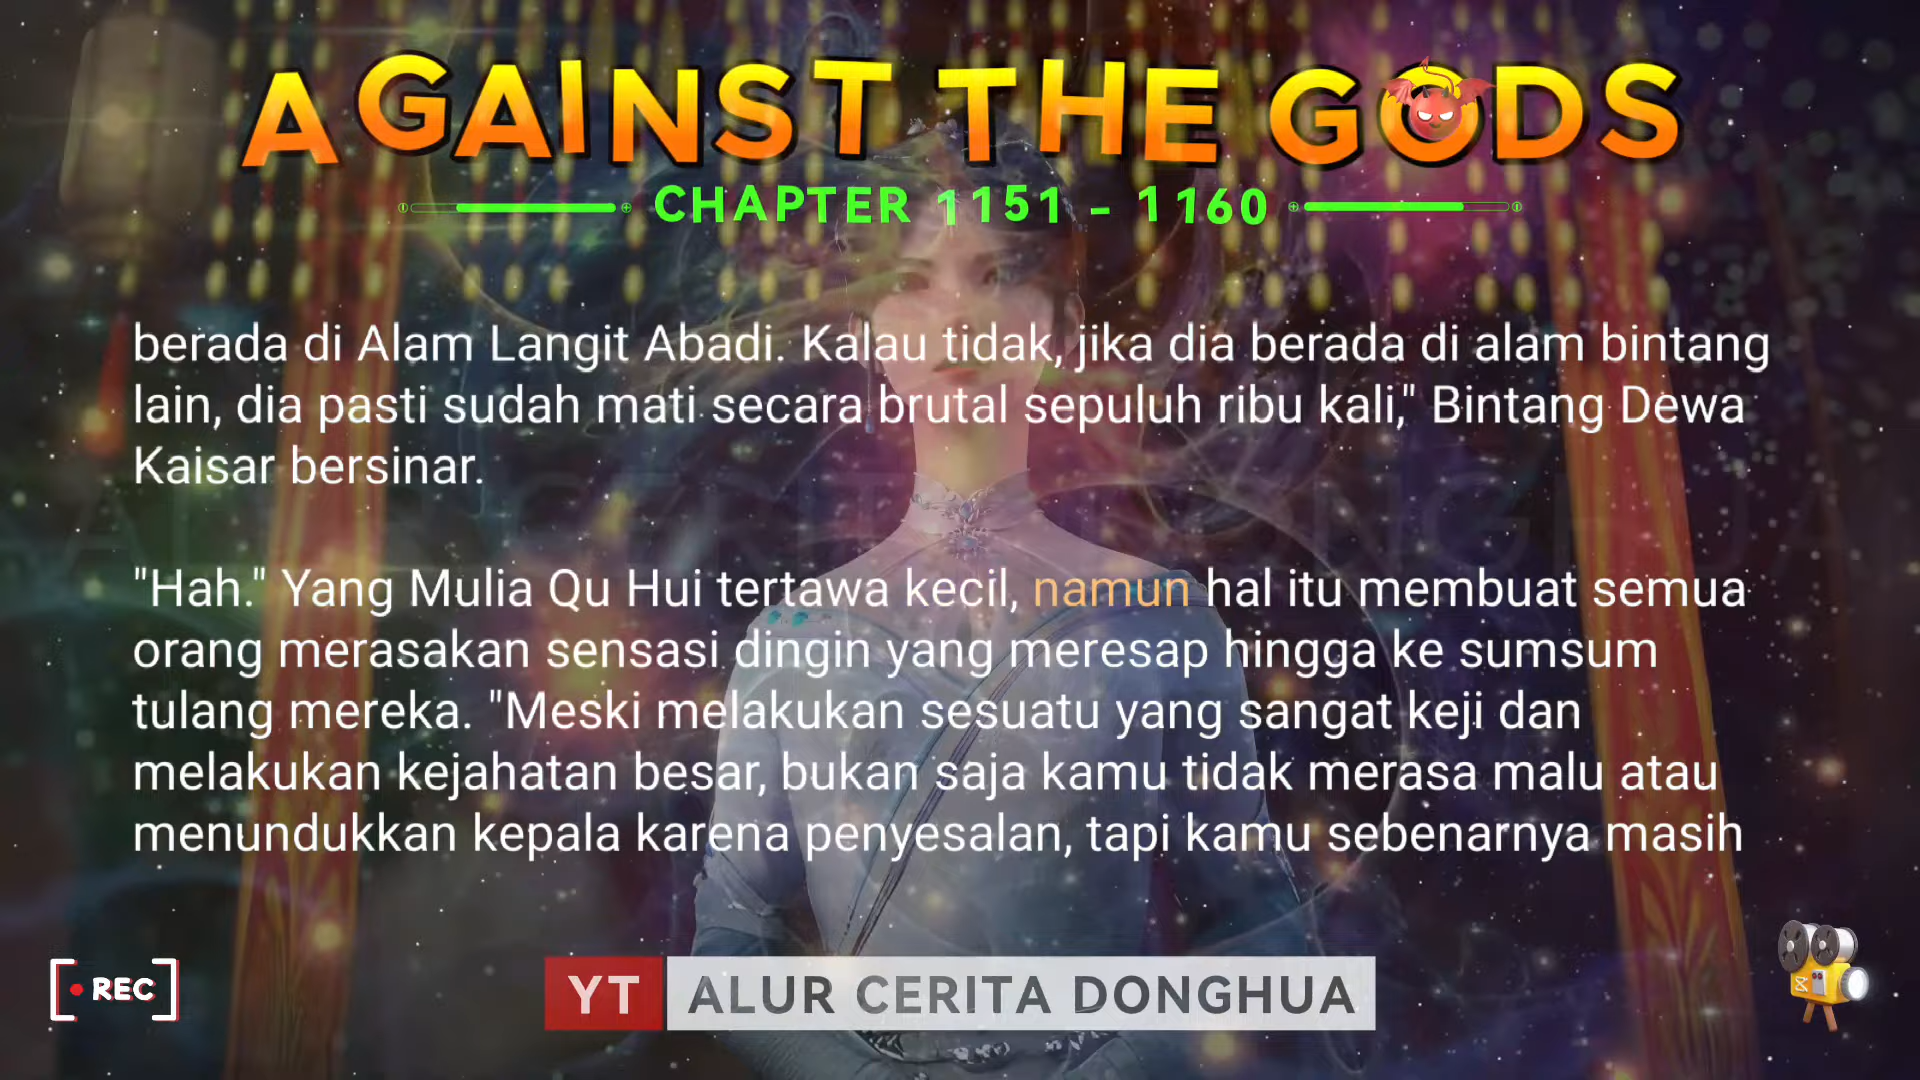 AGAINST THE GODS
CHAPTER 1151 - 1160
berada di Alam Langit Abadi. Kalau tidak, jika dia berada di alam bintang
lain, dia pasti sudah mati secara brutal sepuluh ribu kali," Bintang Dewa
Kaisar bersinar.
"Hah." Yang Mulia Qu Hui tertawa kecil, namun hal itu membuat semua
orang merasakan sensasi dingin yang meresap hingga ke sumsum
tulang mereka. "Meski melakukan sesuatu yang sangat keji dan
melakukan kejahatan besar, bukan saja kamu tidak merasa malu atau
menundukkan kepala karena penyesalan, tapi kamu sebenarnya masih
REC
YT ALUR CERITA DONGHUA